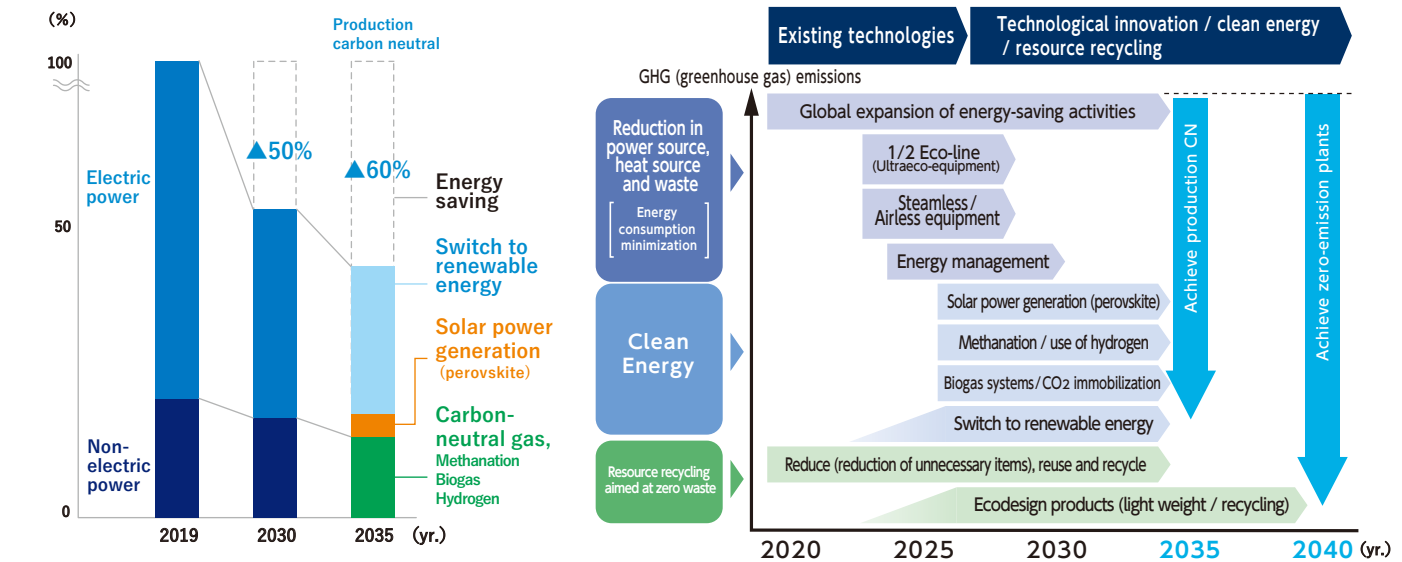 (%)
100
50
0
Production
carbon neutral
▲50%
▲60%
Electric
power
Non-
electric
power
Energy
saving
Switch to
renewable
energy
Solar power
generation
(perovskite)
Carbon-
neutral gas,
Methanation
Biogas
Hydrogen
2019
2030
2035
(yr.)
Existing technologies
Technological innovation / clean energy
/ resource recycling
GHG (greenhouse gas) emissions
Reduction in
power source,
heat source
and waste
[Energy
consumption
minimization]
Global expansion of energy-saving activities
1/2 Eco-line
(Ultraeco-equipment)
Steamless /
Airless equipment
Energy management
Clean
Energy
Solar power generation (perovskite)
Methanation / use of hydrogen
Biogas systems/CO2 immobilization
Switch to renewable energy
Resource recycling
aimed at zero waste
Reduce (reduction of unnecessary items), reuse and recycle
Ecodesign products (light weight / recycling)
Achieve production CN
Achieve zero-emission plants
2020
2025
2030
2035
2040
(yr.)